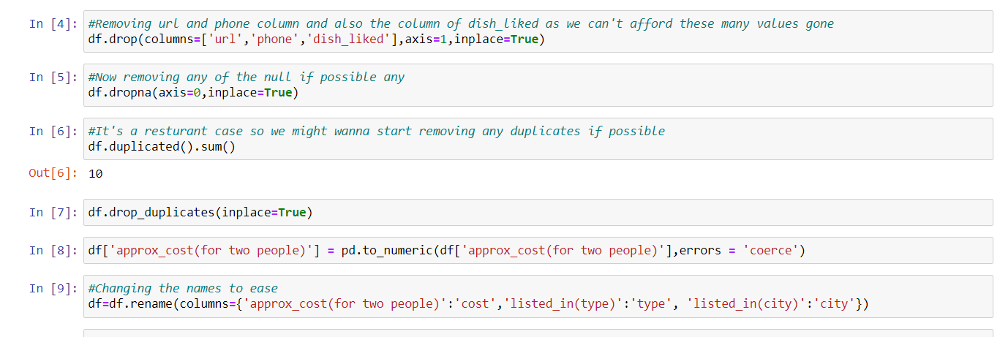 In [4]: #Removing url and phone column and also the column of dish_liked as we can't afford these many values gone
df.drop(columns=['url','phone','dish_liked'],axis=1,inplace=True)
In [5]: #Now removing any of the null if possible any
df.dropna(axis=0,inplace=True)
In [6]: #It's a resturant case so we might wanna start removing any duplicates if possible
df.duplicated().sum()
Out[6]: 10
In [7]: df.drop_duplicates(inplace=True)
In [8]: df['approx_cost(for two people)'] = pd.to_numeric(df['approx_cost(for two people)'],errors = 'coerce')
In [9]: #Changing the names to ease
df=df.rename(columns={'approx_cost(for two people)':'cost','listed_in(type)':'type', 'listed_in(city)':'city'})